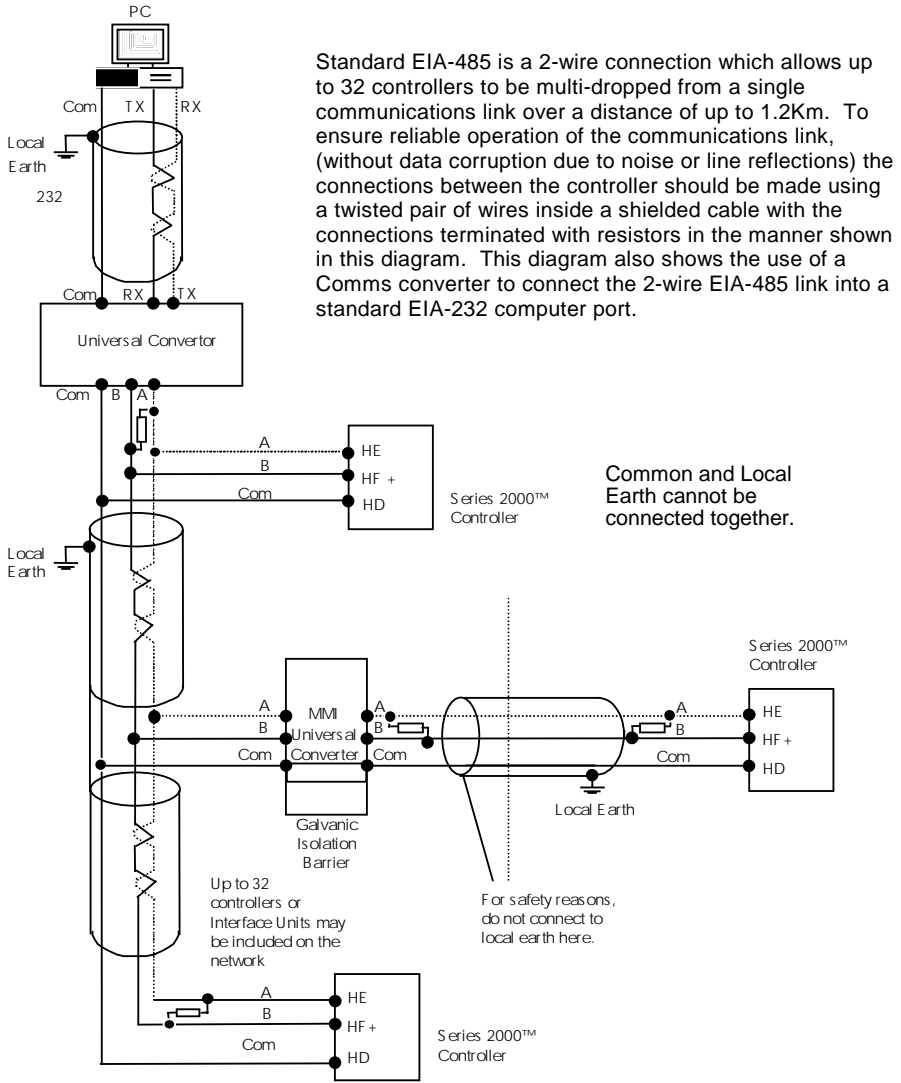 PC
Standard EIA-485 is a 2-wire connection which allows up
to 32 controllers to be multi-dropped from a single
communications link over a distance of up to 1.2Km.  To
ensure reliable operation of the communications link,
(without data corruption due to noise or line reflections) the
connections between the controller should be made using
a twisted pair of wires inside a shielded cable with the
connections terminated with resistors in the manner shown
in this diagram.  This diagram also shows the use of a
Comms converter to connect the 2-wire EIA-485 link into a
standard EIA-232 computer port.
Com TX RX
Local
Earth
232
Com RX TX
Universal Convertor
Com B A
A
B
Com
HE
HF +
HD
Series 2000™
Controller
Common and Local
Earth cannot be
connected together.
Local
Earth
Series 2000™
Controller
A
B
Com
MMI
Universal
Converter
A
B
Com
A
B
Com
HE
HF+
HD
Local Earth
Galvanic
Isolation
Barrier
Up to 32
controllers or
Interface Units may
be included on the
network
For safety reasons,
do not connect to
local earth here.
A
B
Com
HE
HF+
HD
Series 2000™
Controller